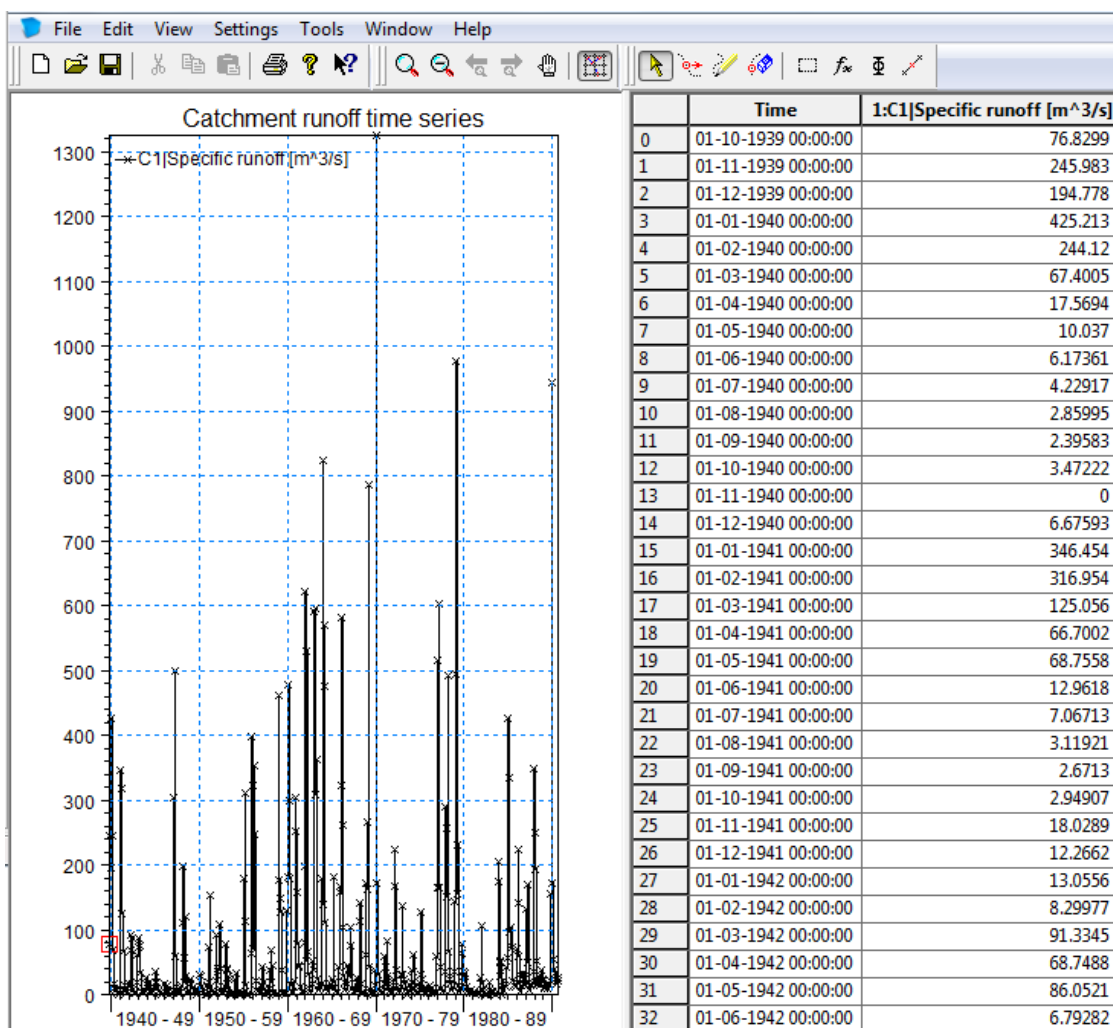 File Edit View Settings Tools Window Help
Catchment runoff time series
C1|Specific runoff [m^3/s]
1300
1200
1100
1000
900
800
700
600
500
400
300
200
100
0
1940 - 49 1950 - 59 1960 - 69 1970 - 79 1980 - 89
Time 1:C1|Specific runoff [m^3/s]
0 01-10-1939 00:00:00 76.8299
1 01-11-1939 00:00:00 245.983
2 01-12-1939 00:00:00 194.778
3 01-01-1940 00:00:00 425.213
4 01-02-1940 00:00:00 244.12
5 01-03-1940 00:00:00 67.4005
6 01-04-1940 00:00:00 17.5694
7 01-05-1940 00:00:00 10.037
8 01-06-1940 00:00:00 6.17361
9 01-07-1940 00:00:00 4.22917
10 01-08-1940 00:00:00 2.85995
11 01-09-1940 00:00:00 2.39583
12 01-10-1940 00:00:00 3.47222
13 01-11-1940 00:00:00 0
14 01-12-1940 00:00:00 6.67593
15 01-01-1941 00:00:00 346.454
16 01-02-1941 00:00:00 316.954
17 01-03-1941 00:00:00 125.056
18 01-04-1941 00:00:00 66.7002
19 01-05-1941 00:00:00 68.7558
20 01-06-1941 00:00:00 12.9618
21 01-07-1941 00:00:00 7.06713
22 01-08-1941 00:00:00 3.11921
23 01-09-1941 00:00:00 2.6713
24 01-10-1941 00:00:00 2.94907
25 01-11-1941 00:00:00 18.0289
26 01-12-1941 00:00:00 12.2662
27 01-01-1942 00:00:00 13.0556
28 01-02-1942 00:00:00 8.29977
29 01-03-1942 00:00:00 91.3345
30 01-04-1942 00:00:00 68.7488
31 01-05-1942 00:00:00 86.0521
32 01-06-1942 00:00:00 6.79282